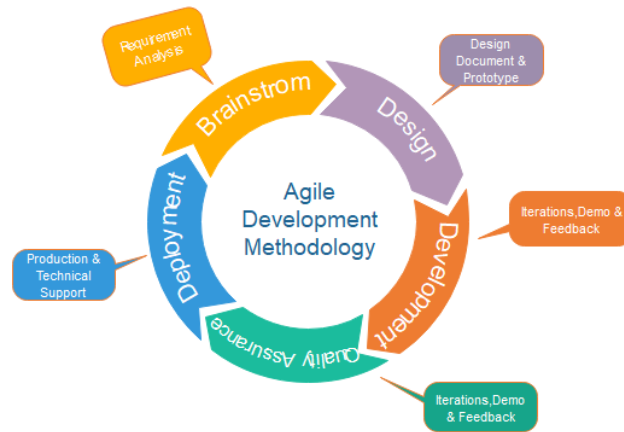 Requirement
Analysis
Brainstrom
Design
Document &
Prototype
Design
Agile
Development
Methodology
Iterations,Demo &
Feedback
Development
Production &
Technical
Support
Deployment
Quality Assurance
Iterations,Demo
& Feedback